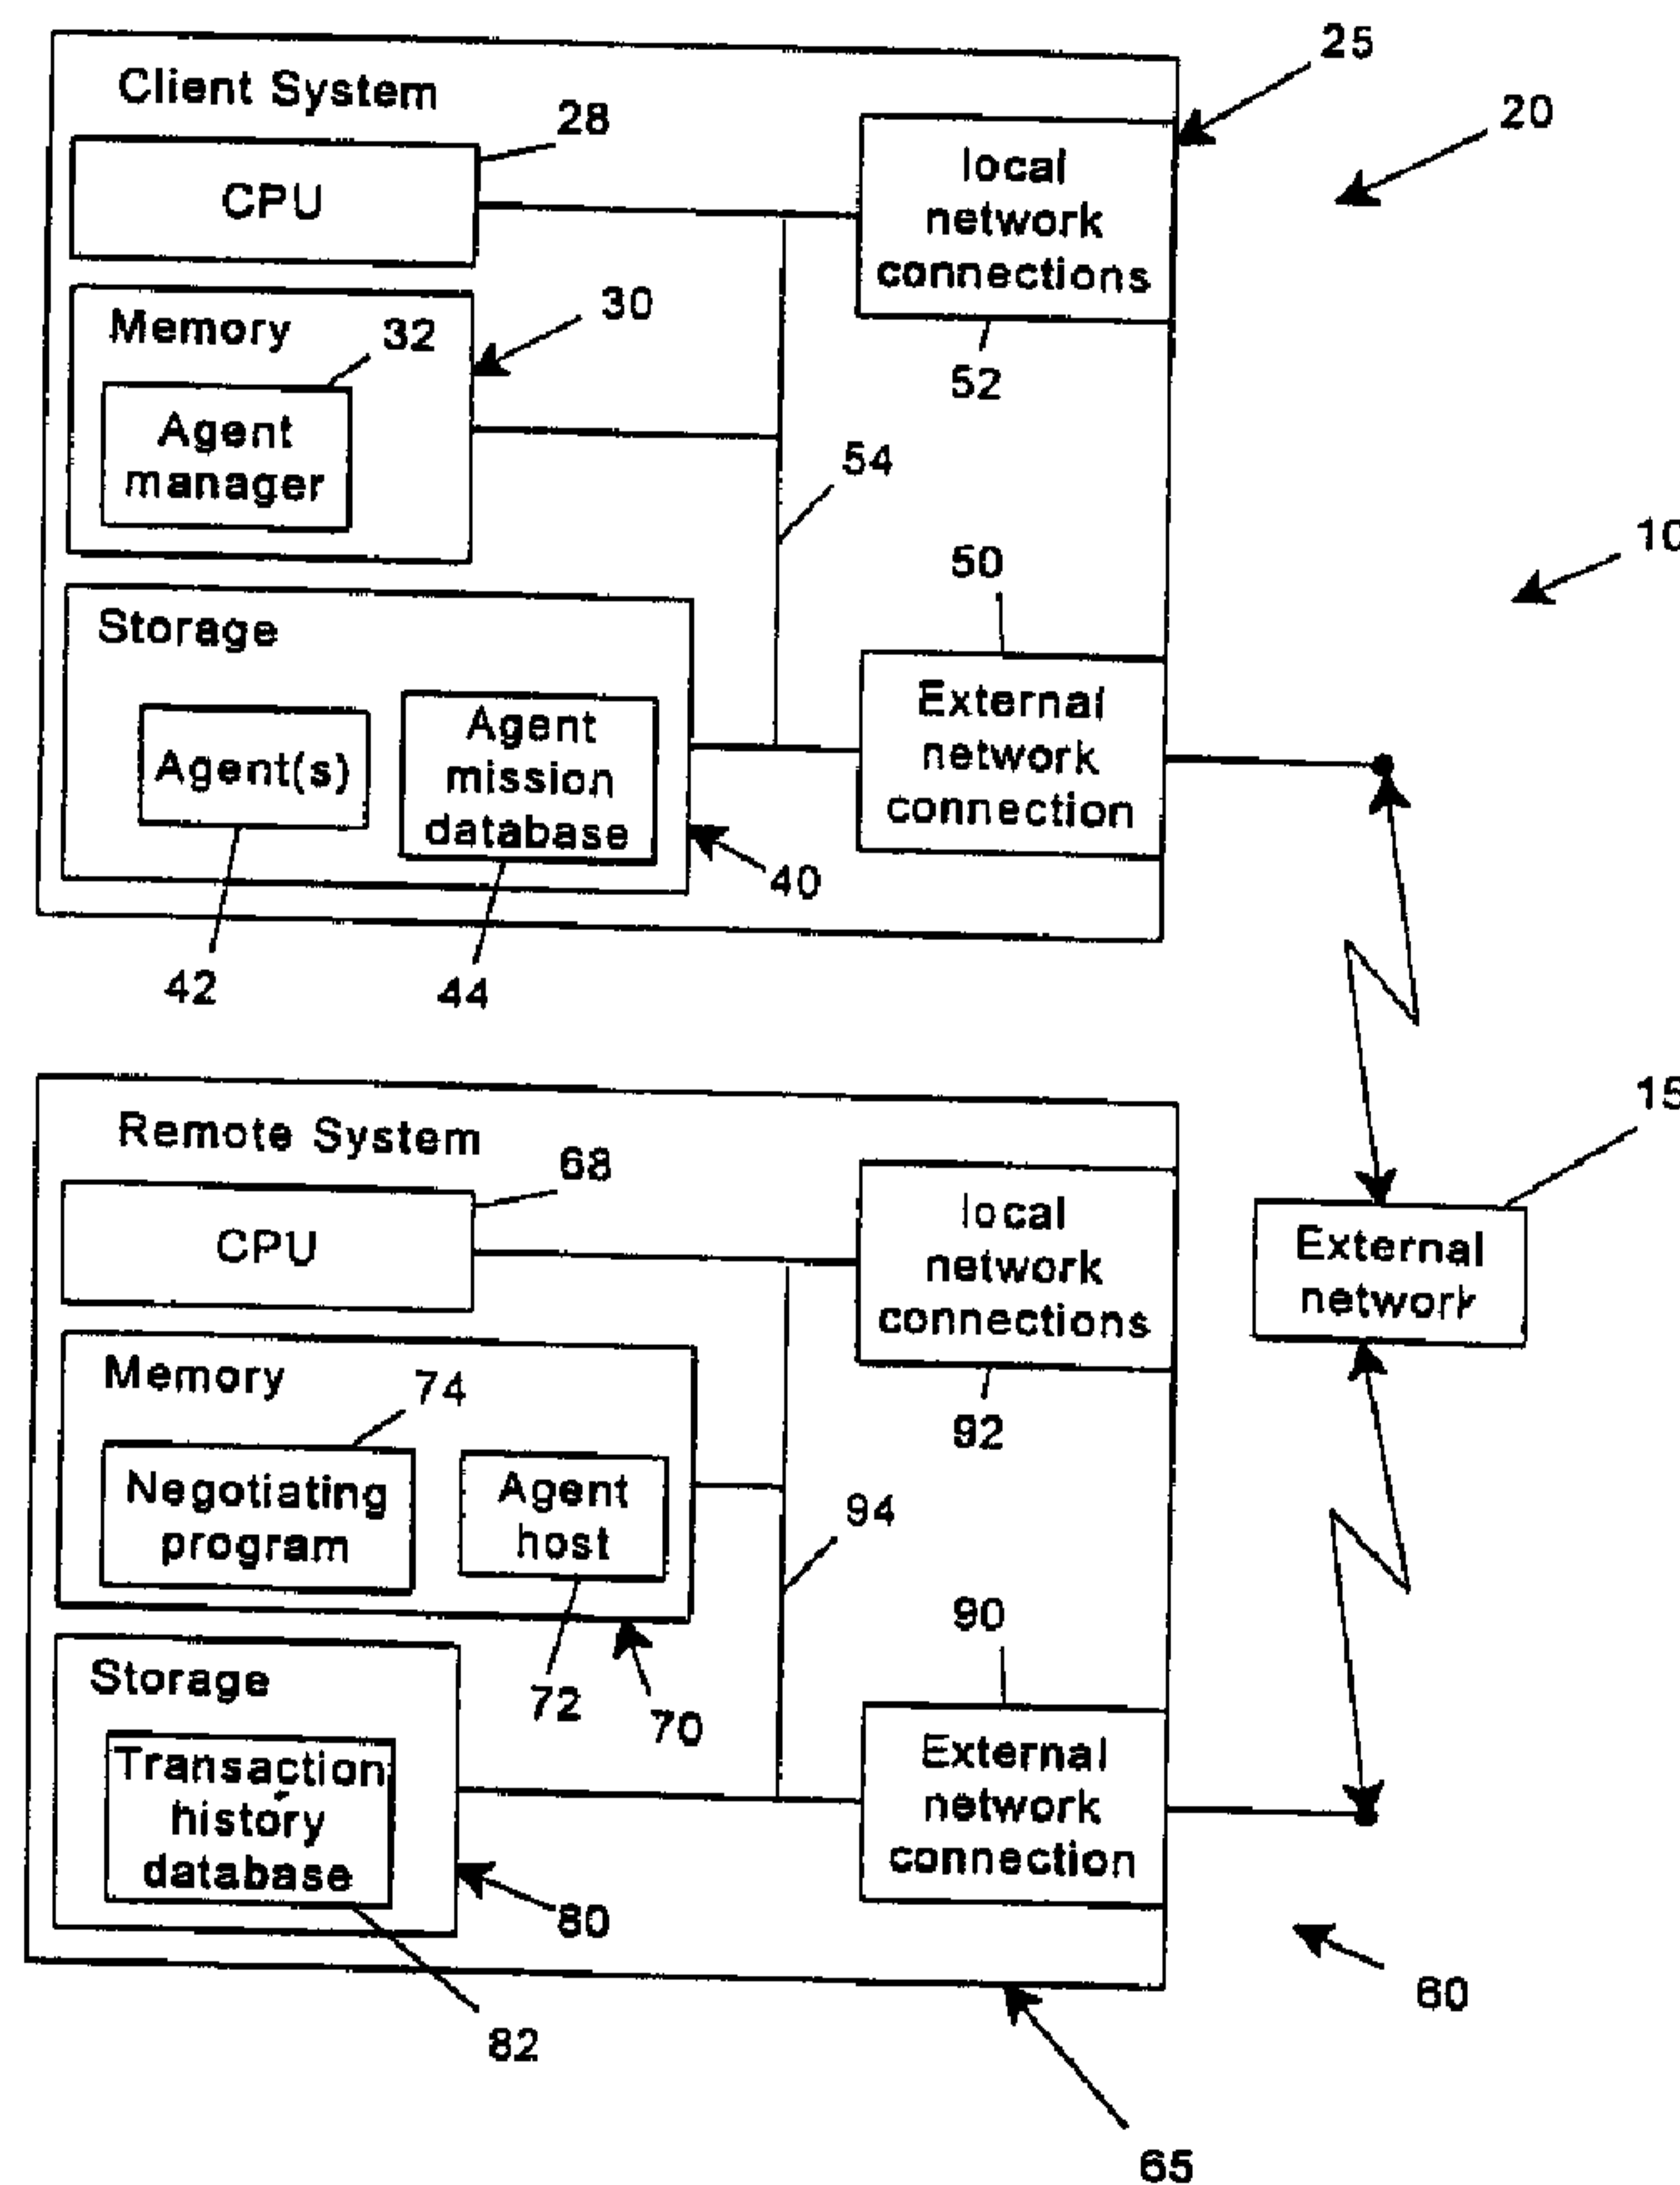 25
20
Client System
28
CPU
local
network
connections
52
30
Memory
32
Agent
manager
54
10
50
Storage
Agent(s)
Agent
mission
database
External
network
connection
40
42
44
15
Remote System
68
CPU
local
network
connections
92
External
network
Memory
74
Negotiating
program
Agent
host
94
72
70
90
Storage
Transaction
history
database
External
network
connection
80
60
82
65